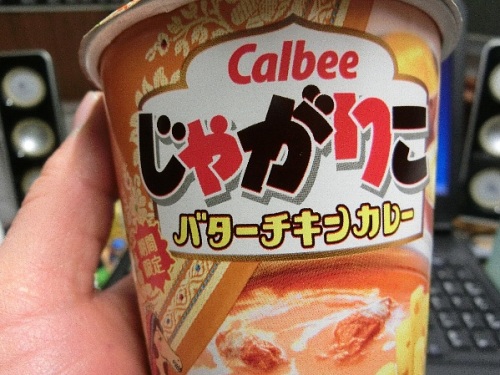 Calbee
じゃがりこ
バターチキンカレー
期間
限定